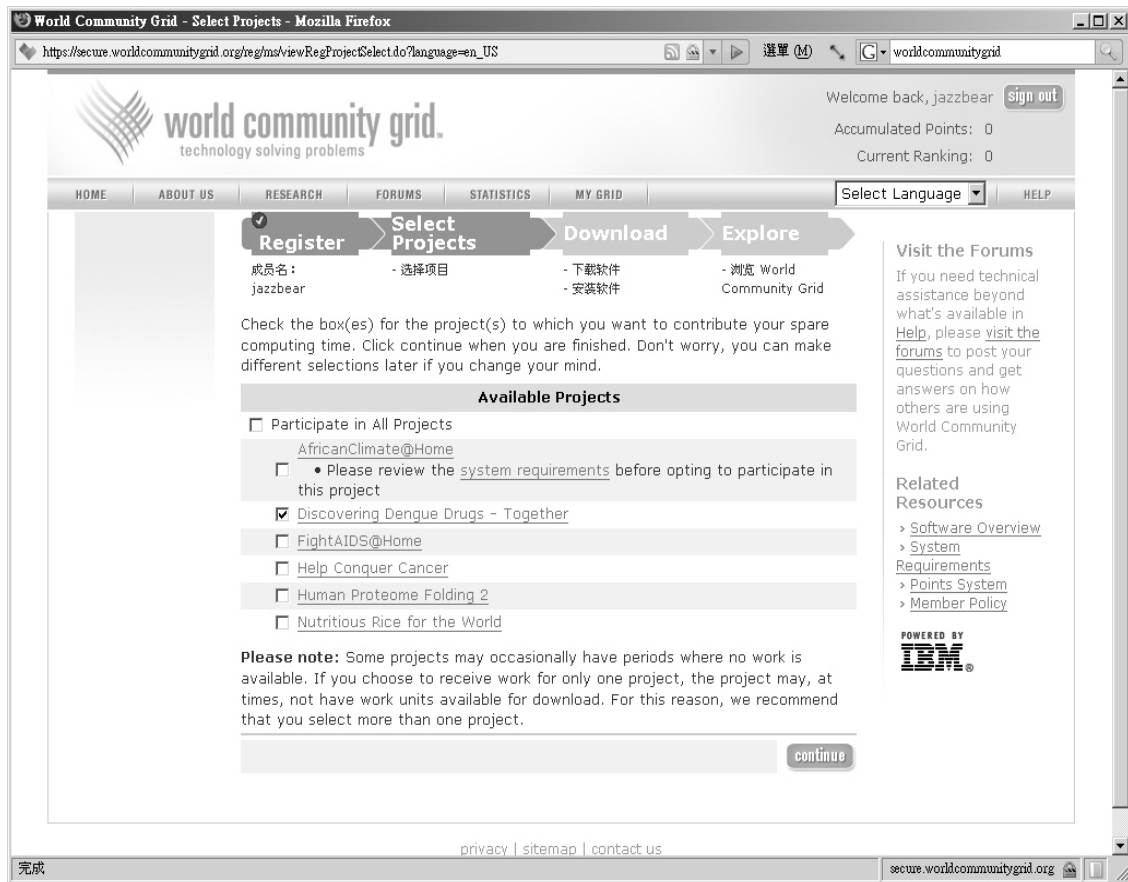 World Community Grid - Select Projects - Mozilla Firefox
https://secure.worldcommunitygrid.org/reg/ms/viewRegProjectSelect.do?language=en_US
選單 (M)
G
worldcommunitygrid
world community grid™
technology solving problems
Welcome back, jazzbear sign out
Accumulated Points: 0
Current Ranking: 0
HOME ABOUT US RESEARCH FORUMS STATISTICS MY GRID Select Language HELP
Register
Select
Projects
Download
Explore
成员名：
jazzbear
- 选择项目
- 下载软件
- 安装软件
- 浏览 World
Community Grid
Check the box(es) for the project(s) to which you want to contribute your spare
computing time. Click continue when you are finished. Don't worry, you can make
different selections later if you change your mind.
Available Projects
Participate in All Projects
AfricanClimate@Home
• Please review the system requirements before opting to participate in
this project
Discovering Dengue Drugs - Together
FightAIDS@Home
Help Conquer Cancer
Human Proteome Folding 2
Nutritious Rice for the World
Please note: Some projects may occasionally have periods where no work is
available. If you choose to receive work for only one project, the project may, at
times, not have work units available for download. For this reason, we recommend
that you select more than one project.
continue
Visit the Forums
If you need technical
assistance beyond
what's available in
Help, please visit the
forums to post your
questions and get
answers on how
others are using
World Community
Grid.
Related
Resources
› Software Overview
› System
Requirements
› Points System
› Member Policy
POWERED BY
IBM®
privacy | sitemap | contact us
完成
secure.worldcommunitygrid.org